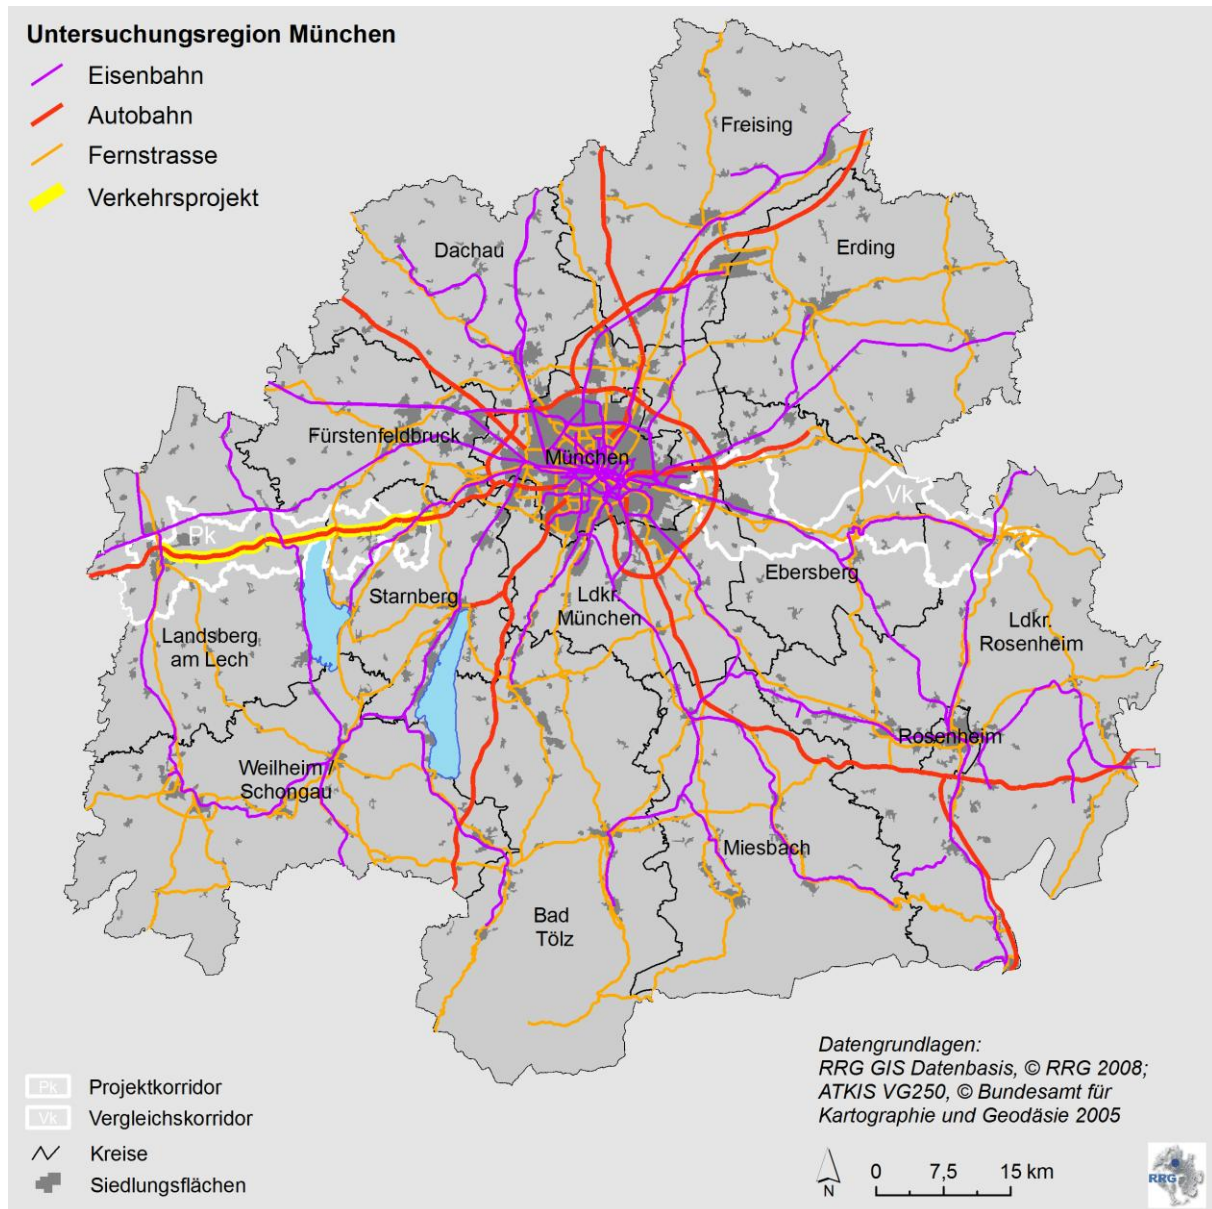 Untersuchungsregion München
Eisenbahn
Autobahn
Fernstrasse
Verkehrsprojekt
Freising
Dachau
Erding
Fürstenfeldbruck
München
Vk
Pk
Ebersberg
Starnberg
Ldkr.
München
Landsberg
am Lech
Ldkr.
Rosenheim
Rosenheim
Weilheim /
Schongau
Miesbach
Bad
Tölz
Datengrundlagen:
RRG GIS Datenbasis, © RRG 2008;
ATKIS VG250, © Bundesamt für
Kartographie und Geodäsie 2005
Pk Projektkorridor
Vk Vergleichskorridor
Kreise
Siedlungsflächen
N
0 7,5 15 km
RRG